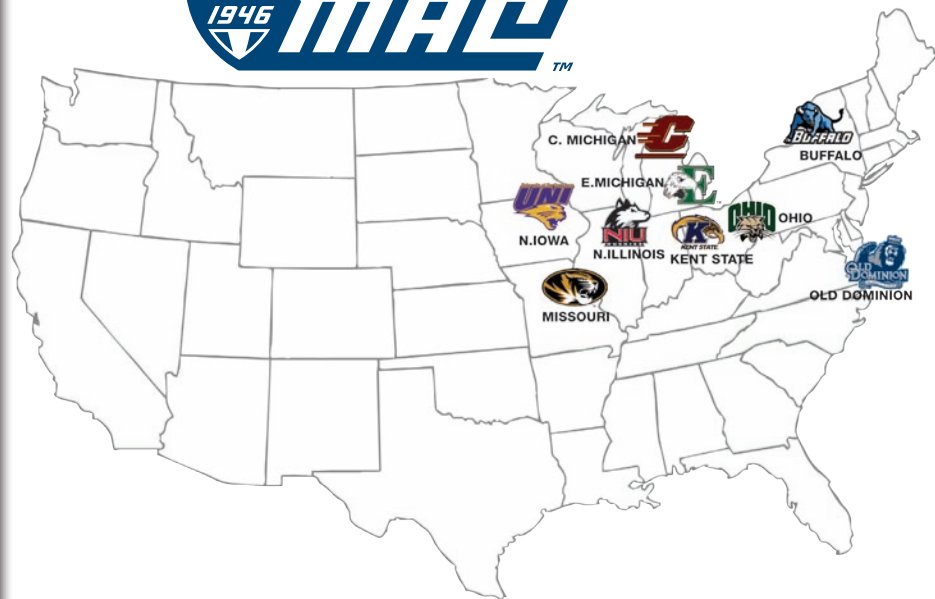 1946
MAC
TM
C. MICHIGAN
C
BUFFALO
BUFFALO
E.MICHIGAN
E
UNI
OHIO
OHIO
N.IOWA
NIU
N.ILLINOIS
K
KENT STATE
KENT STATE
OLD DOMINION
OLD DOMINION
MISSOURI